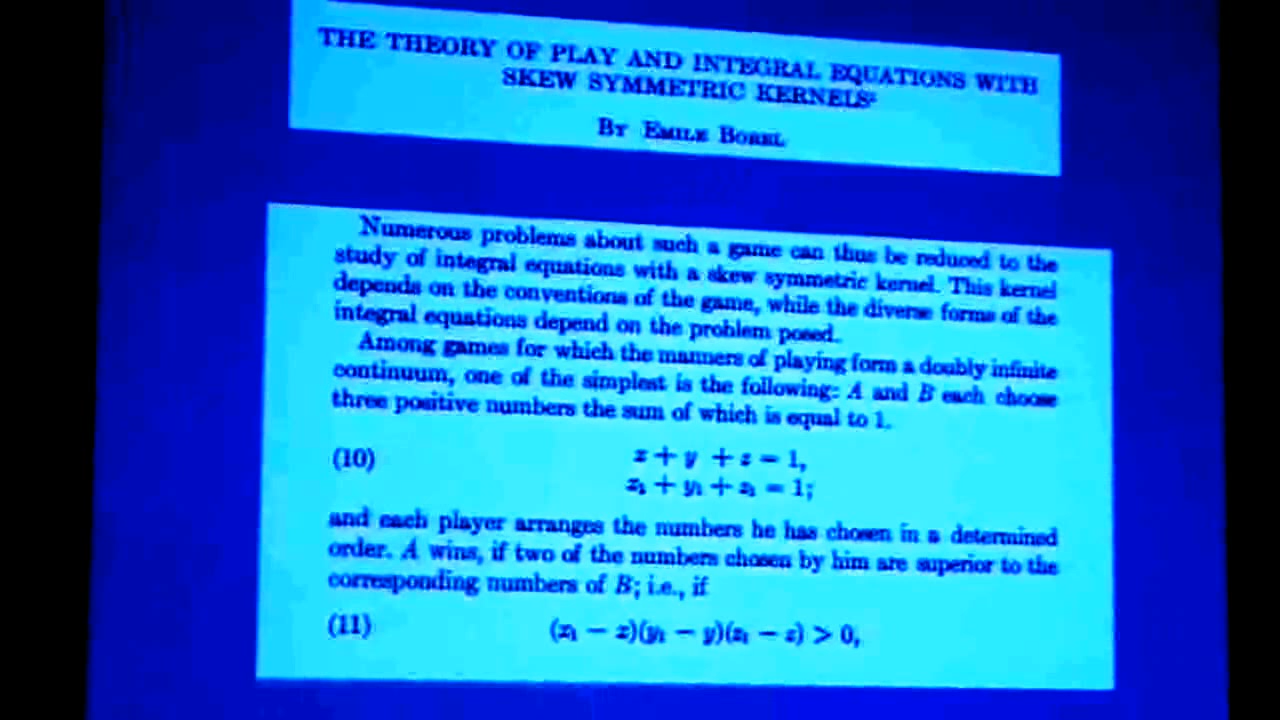 THE THEORY OF PLAY AND INTEGRAL EQUATIONS WITH
SKEW SYMMETRIC KERNELS¹
BY EMILE BOREL
Numerous problems about such a game can thus be reduced to the
study of integral equations with a skew symmetric kernel. This kernel
depends on the conventions of the game, while the diverse forms of the
integral equations depend on the problem posed.
Among games for which the manners of playing form a doubly infinite
continuum, one of the simplest is the following: A and B each choose
three positive numbers the sum of which is equal to 1.
(10) x + y + z = 1,
x₁ + y₁ + z₁ = 1;
and each player arranges the numbers he has chosen in a determined
order. A wins, if two of the numbers chosen by him are superior to the
corresponding numbers of B; i.e., if
(11) (x₁ − x)(y₁ − y)(z₁ − z) > 0,